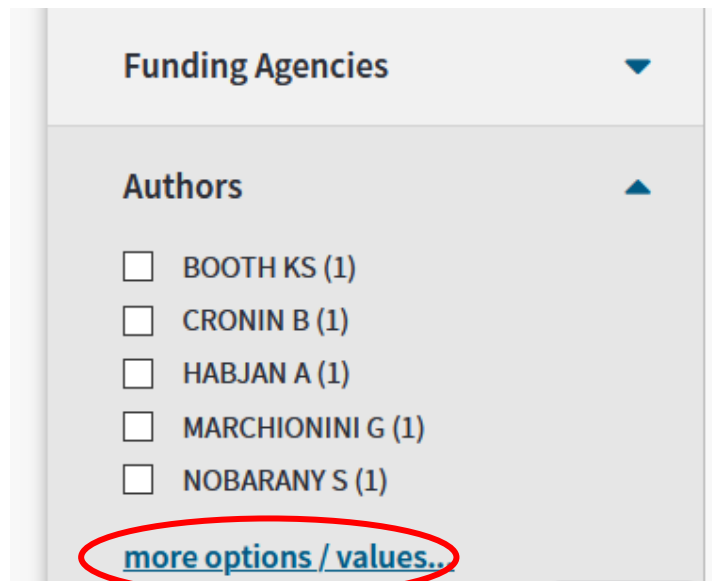 Funding Agencies
Authors
BOOTH KS (1)
CRONIN B (1)
HABJAN A (1)
MARCHIONINI G (1)
NOBARANY S (1)
more options / values...